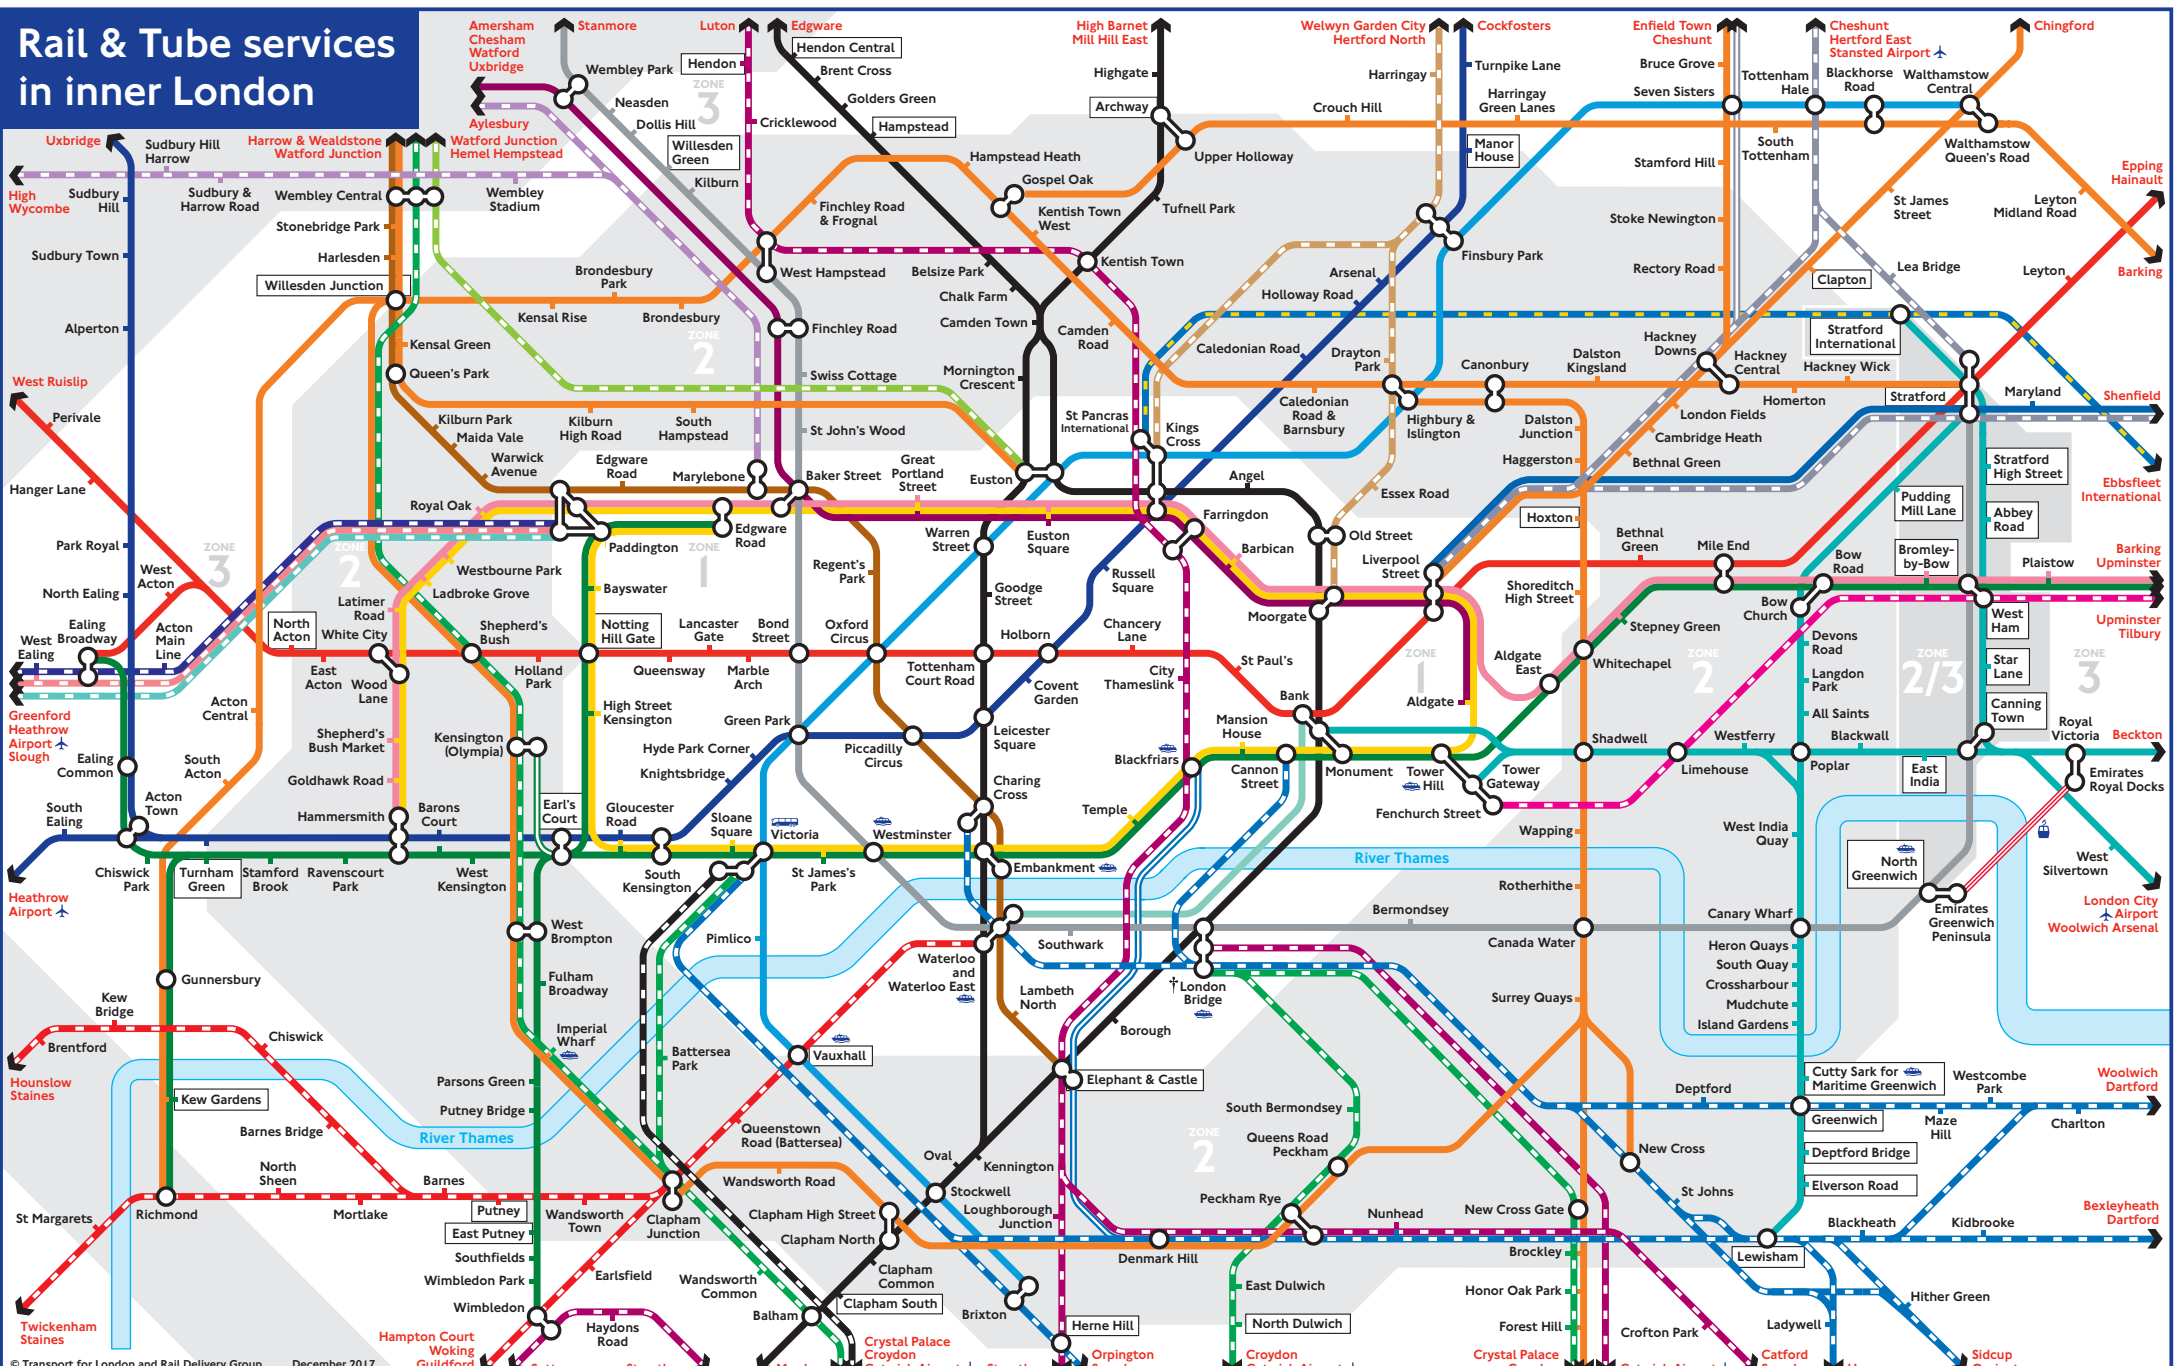 Rail & Tube services
in inner London
Amersham
Chesham
Watford
Uxbridge
Stanmore
Luton
Edgware
High Barnet
Mill Hill East
Welwyn Garden City
Hertford North
Cockfosters
Enfield Town
Cheshunt
Cheshunt
Hertford East
Stansted Airport
Chingford
Hendon Central
Hendon
Brent Cross
Wembley Park
Neasden
Dollis Hill
Willesden
Green
Kilburn
ZONE
3
Golders Green
Cricklewood
Hampstead
Highgate
Archway
Upper Holloway
Crouch Hill
Harringay
Turnpike Lane
Harringay
Green Lanes
Manor
House
Bruce Grove
Seven Sisters
Tottenham
Hale
Blackhorse
Road
Walthamstow
Central
South
Tottenham
Walthamstow
Queen's Road
Stamford Hill
Stoke Newington
Rectory Road
St James
Street
Leyton
Midland Road
Epping
Hainault
Barking
Leyton
Lea Bridge
Clapton
Aylesbury
Uxbridge
Sudbury Hill
Harrow
Harrow & Wealdstone
Watford Junction
Watford Junction
Hemel Hempstead
High
Wycombe
Sudbury
Hill
Sudbury &
Harrow Road
Wembley Central
Wembley
Stadium
Stonebridge Park
Harlesden
Willesden Junction
Sudbury Town
Alperton
Hampstead Heath
Gospel Oak
Finchley Road
& Frognal
Kentish Town
West
Tufnell Park
Finsbury Park
Brondesbury
Park
Kensal Rise
Brondesbury
West Hampstead
Belsize Park
Chalk Farm
Camden Town
Kentish Town
Arsenal
Holloway Road
Camden
Road
Caledonian Road
Drayton
Park
Canonbury
Dalston
Kingsland
Hackney
Downs
Hackney
Central
Hackney Wick
Homerton
Stratford
International
Stratford
Maryland
Shenfield
Ebbsfleet
International
Kensal Green
Queen's Park
Finchley Road
ZONE
2
Swiss Cottage
Mornington
Crescent
West Ruislip
Perivale
Hanger Lane
Kilburn Park
Maida Vale
Warwick
Avenue
Kilburn
High Road
South
Hampstead
St John's Wood
St Pancras
International
Kings
Cross
Caledonian
Road &
Barnsbury
Highbury &
Islington
Dalston
Junction
Haggerston
London Fields
Cambridge Heath
Bethnal Green
Stratford
High Street
Pudding
Mill Lane
Abbey
Road
Royal Oak
Edgware
Road
Marylebone
Baker Street
Great
Portland
Street
Euston
Angel
Essex Road
Old Street
Hoxton
Edgware
Road
Paddington
Warren
Street
Euston
Square
Farringdon
Barbican
Liverpool
Street
Bethnal
Green
Mile End
Bow
Road
Bromley-
by-Bow
Plaistow
Barking
Upminster
Park Royal
ZONE
3
ZONE
2
ZONE
1
West
Acton
North Ealing
Westbourne Park
Ladbroke Grove
Latimer
Road
Bayswater
Regent's
Park
Goodge
Street
Russell
Square
Moorgate
Shoreditch
High Street
Bow
Church
West
Ham
Upminster
Tilbury
Ealing
Broadway
West
Ealing
Acton
Main
Line
North
Acton
White City
Shepherd's
Bush
Notting
Hill Gate
Lancaster
Gate
Bond
Street
Oxford
Circus
Holborn
Chancery
Lane
St Paul's
Stepney Green
Devons
Road
East
Acton
Wood
Lane
Holland
Park
Queensway
Marble
Arch
Tottenham
Court Road
Covent
Garden
City
Thameslink
Bank
ZONE
1
Aldgate
East
Aldgate
Whitechapel
ZONE
2
Langdon
Park
All Saints
ZONE
2/3
Star
Lane
ZONE
3
Canning
Town
Greenford
Heathrow
Airport
Slough
Acton
Central
Shepherd's
Bush Market
Goldhawk Road
Kensington
(Olympia)
High Street
Kensington
Green Park
Hyde Park Corner
Knightsbridge
Piccadilly
Circus
Leicester
Square
Charing
Cross
Blackfriars
Mansion
House
Cannon
Street
Monument
Tower
Hill
Tower
Gateway
Fenchurch Street
Shadwell
Limehouse
Westferry
Poplar
Blackwall
East
India
Royal
Victoria
Emirates
Royal Docks
Beckton
Ealing
Common
South
Acton
Acton
Town
South
Ealing
Hammersmith
Barons
Court
Earl's
Court
Gloucester
Road
Sloane
Square
Victoria
Westminster
Temple
Embankment
River Thames
Wapping
West India
Quay
North
Greenwich
West
Silvertown
Heathrow
Airport
Chiswick
Park
Turnham
Green
Stamford
Brook
Ravenscourt
Park
West
Kensington
South
Kensington
St James's
Park
Rotherhithe
London City
Airport
Woolwich Arsenal
West
Brompton
Pimlico
Waterloo
and
Waterloo East
Southwark
Bermondsey
Canada Water
Canary Wharf
Heron Quays
South Quay
Crossharbour
Mudchute
Island Gardens
Emirates
Greenwich
Peninsula
Gunnersbury
Fulham
Broadway
Lambeth
North
†London
Bridge
Surrey Quays
Kew
Bridge
Brentford
Chiswick
Imperial
Wharf
Battersea
Park
Vauxhall
Borough
Hounslow
Staines
Kew Gardens
Parsons Green
Putney Bridge
River Thames
Elephant & Castle
Deptford
Cutty Sark for
Maritime Greenwich
Greenwich
Westcombe
Park
Maze
Hill
Charlton
Woolwich
Dartford
Barnes Bridge
Queenstown
Road (Battersea)
South Bermondsey
Queens Road
Peckham
ZONE
2
New Cross
Deptford Bridge
Elverson Road
North
Sheen
Barnes
Oval
Kennington
Wandsworth Road
Stockwell
St Margarets
Richmond
Mortlake
Putney
East Putney
Wandsworth
Town
Clapham
Junction
Clapham High Street
Clapham North
Loughborough
Junction
Denmark Hill
Peckham Rye
Nunhead
New Cross Gate
St Johns
Lewisham
Blackheath
Kidbrooke
Bexleyheath
Dartford
Southfields
Wimbledon Park
Wimbledon
Earlsfield
Wandsworth
Common
Clapham
Common
Clapham South
Balham
Brixton
East Dulwich
Brockley
Honor Oak Park
Forest Hill
Hither Green
Ladywell
Crofton Park
Twickenham
Staines
Haydons
Road
Herne Hill
North Dulwich
Hampton Court
Woking
Guildford
Crystal Palace
Croydon
Orpington
Croydon
Crystal Palace
Catford
Sidcup
© Transport for London and Rail Delivery Group December 2017